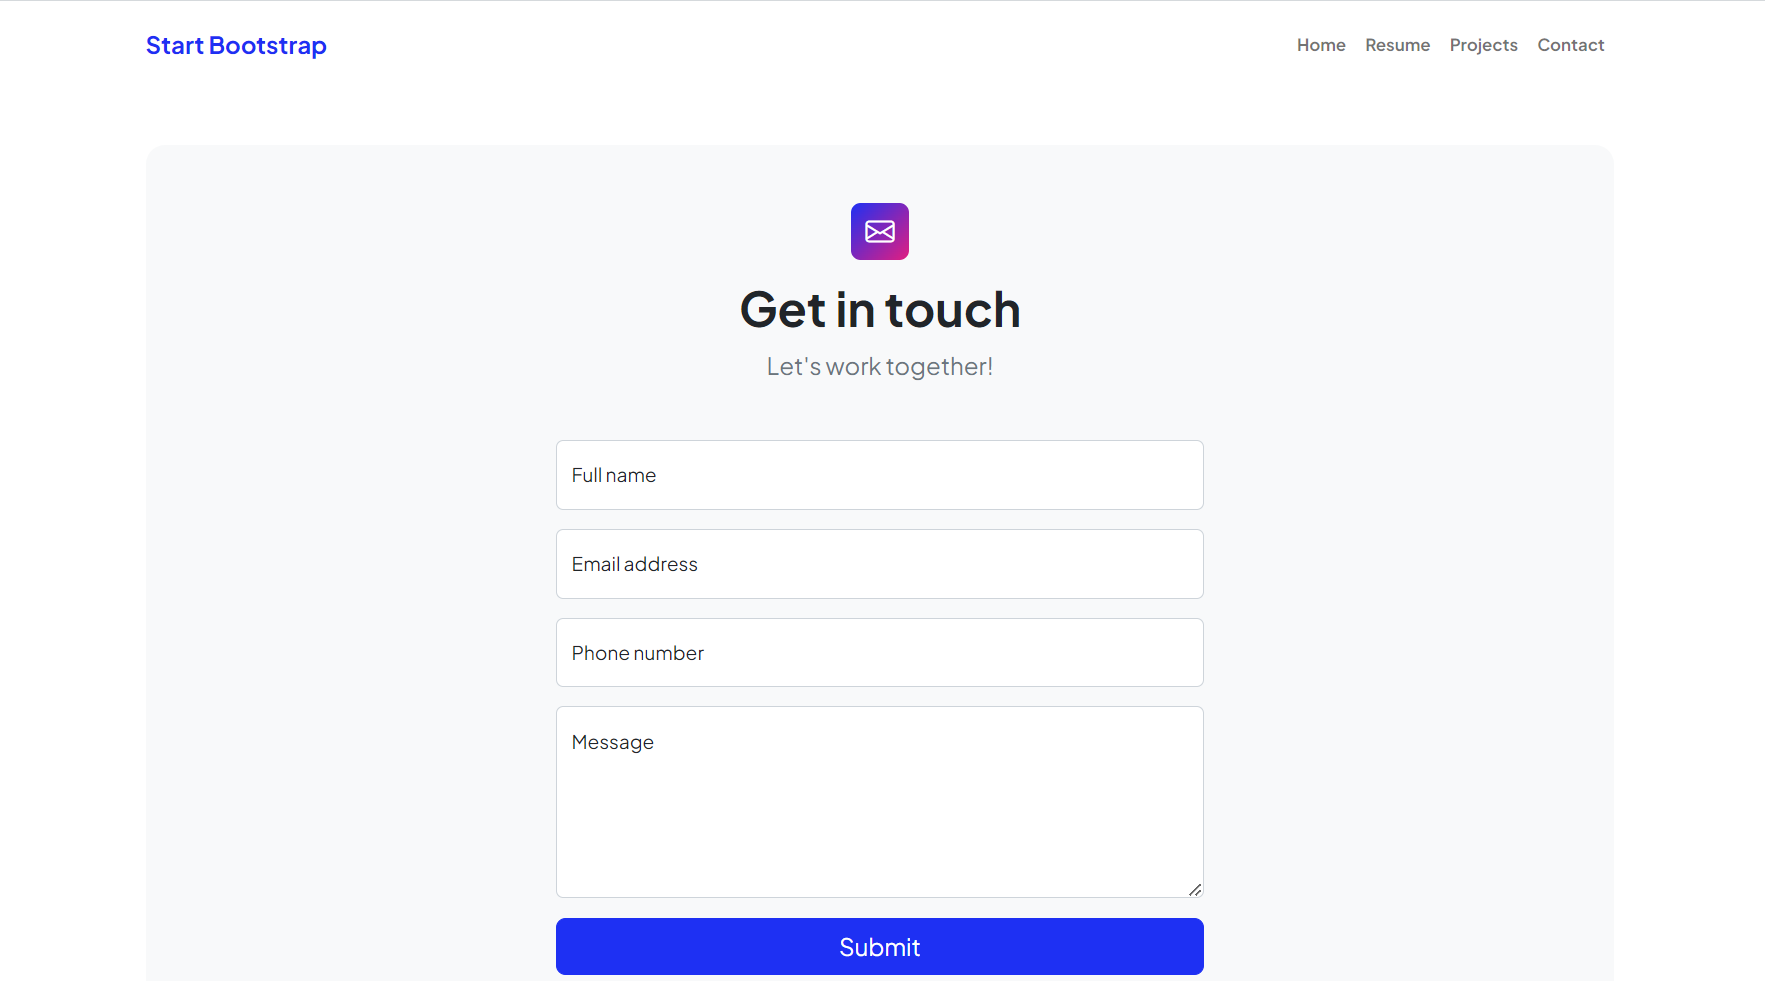 Start Bootstrap
Home Resume Projects Contact
Get in touch
Let's work together!
Full name
Email address
Phone number
Message
Submit